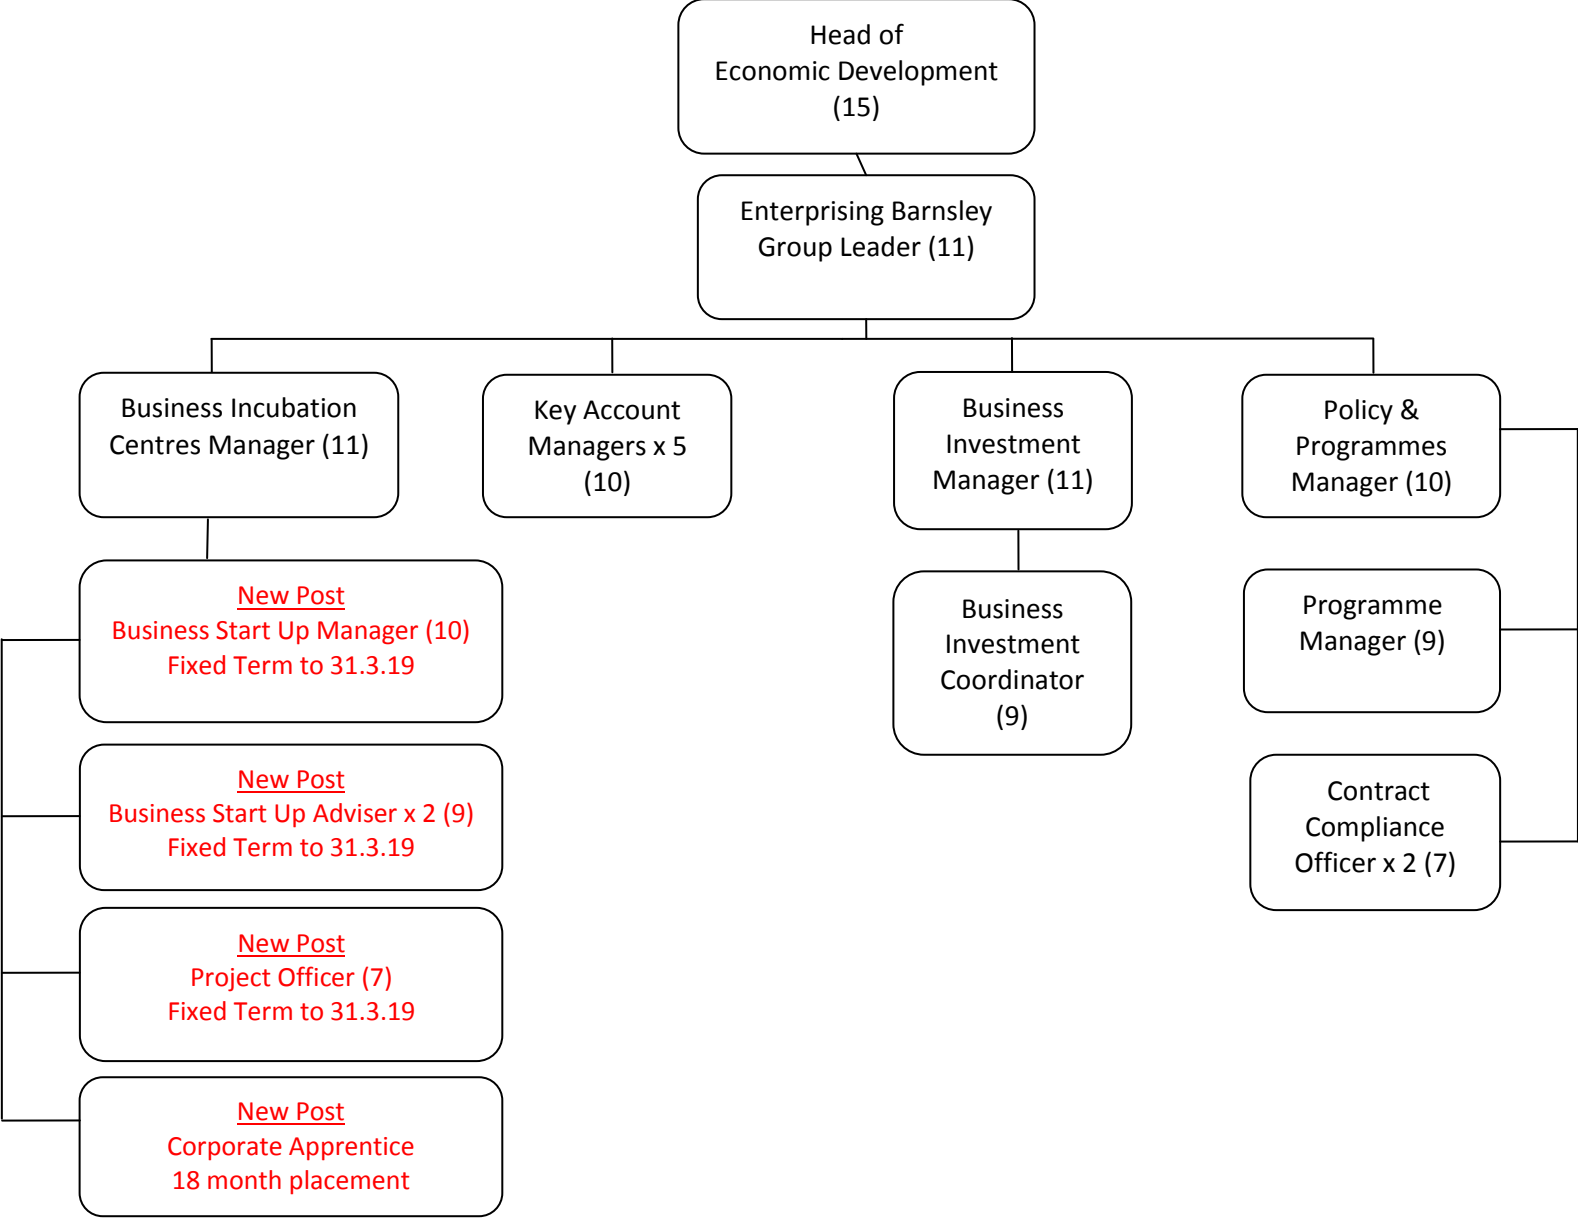 Head of
Economic Development
(15)
Enterprising Barnsley
Group Leader (11)
Business Incubation
Centres Manager (11)
Key Account
Managers x 5
(10)
Business
Investment
Manager (11)
Policy &
Programmes
Manager (10)
New Post
Business Start Up Manager (10)
Fixed Term to 31.3.19
Business
Investment
Coordinator
(9)
Programme
Manager (9)
New Post
Business Start Up Adviser x 2 (9)
Fixed Term to 31.3.19
Contract
Compliance
Officer x 2 (7)
New Post
Project Officer (7)
Fixed Term to 31.3.19
New Post
Corporate Apprentice
18 month placement